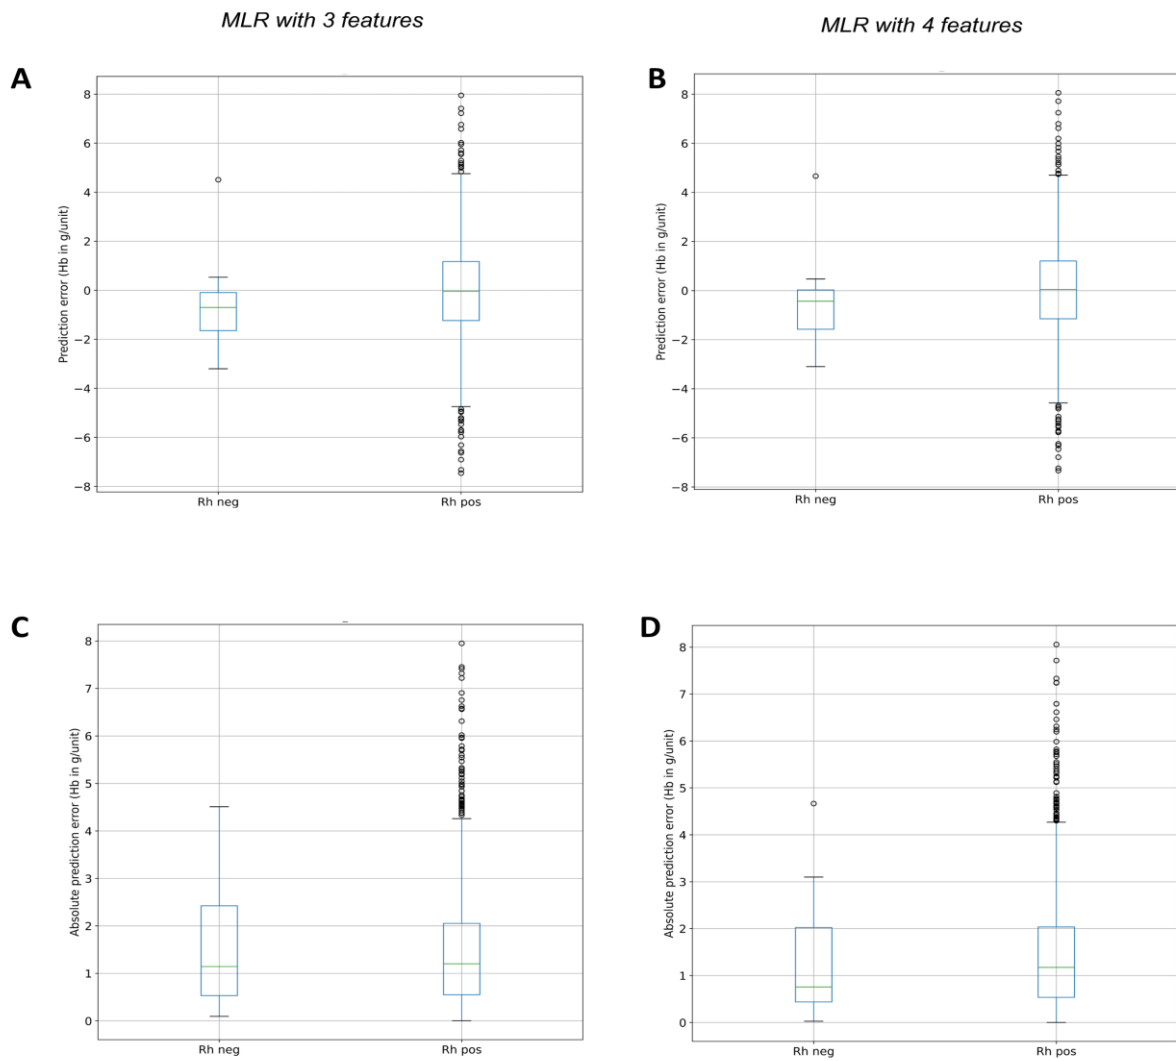 MLR with 3 features
MLR with 4 features
A
8
6
4
2
0
−2
−4
−6
−8
Prediction error (Hb in g/unit)
Rh neg
Rh pos
B
8
6
4
2
0
−2
−4
−6
−8
Prediction error (Hb in g/unit)
Rh neg
Rh pos
C
8
7
6
5
4
3
2
1
0
Absolute prediction error (Hb in g/unit)
Rh neg
Rh pos
D
8
7
6
5
4
3
2
1
0
Absolute prediction error (Hb in g/unit)
Rh neg
Rh pos